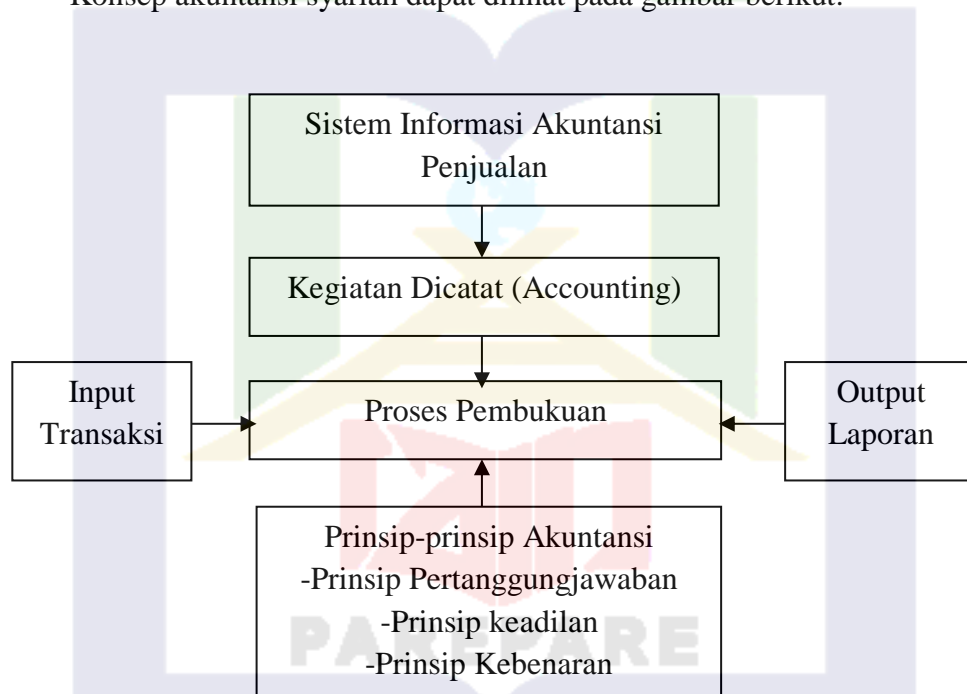 Konsep akuntansi syariah dapat dilihat pada gambar berikut:
Sistem Informasi Akuntansi
Penjualan
Kegiatan Dicatat (Accounting)
Input
Transaksi
Proses Pembukuan
Output
Laporan
Prinsip-prinsip Akuntansi
-Prinsip Pertanggungjawaban
-Prinsip keadilan
-Prinsip Kebenaran
PAREPARE